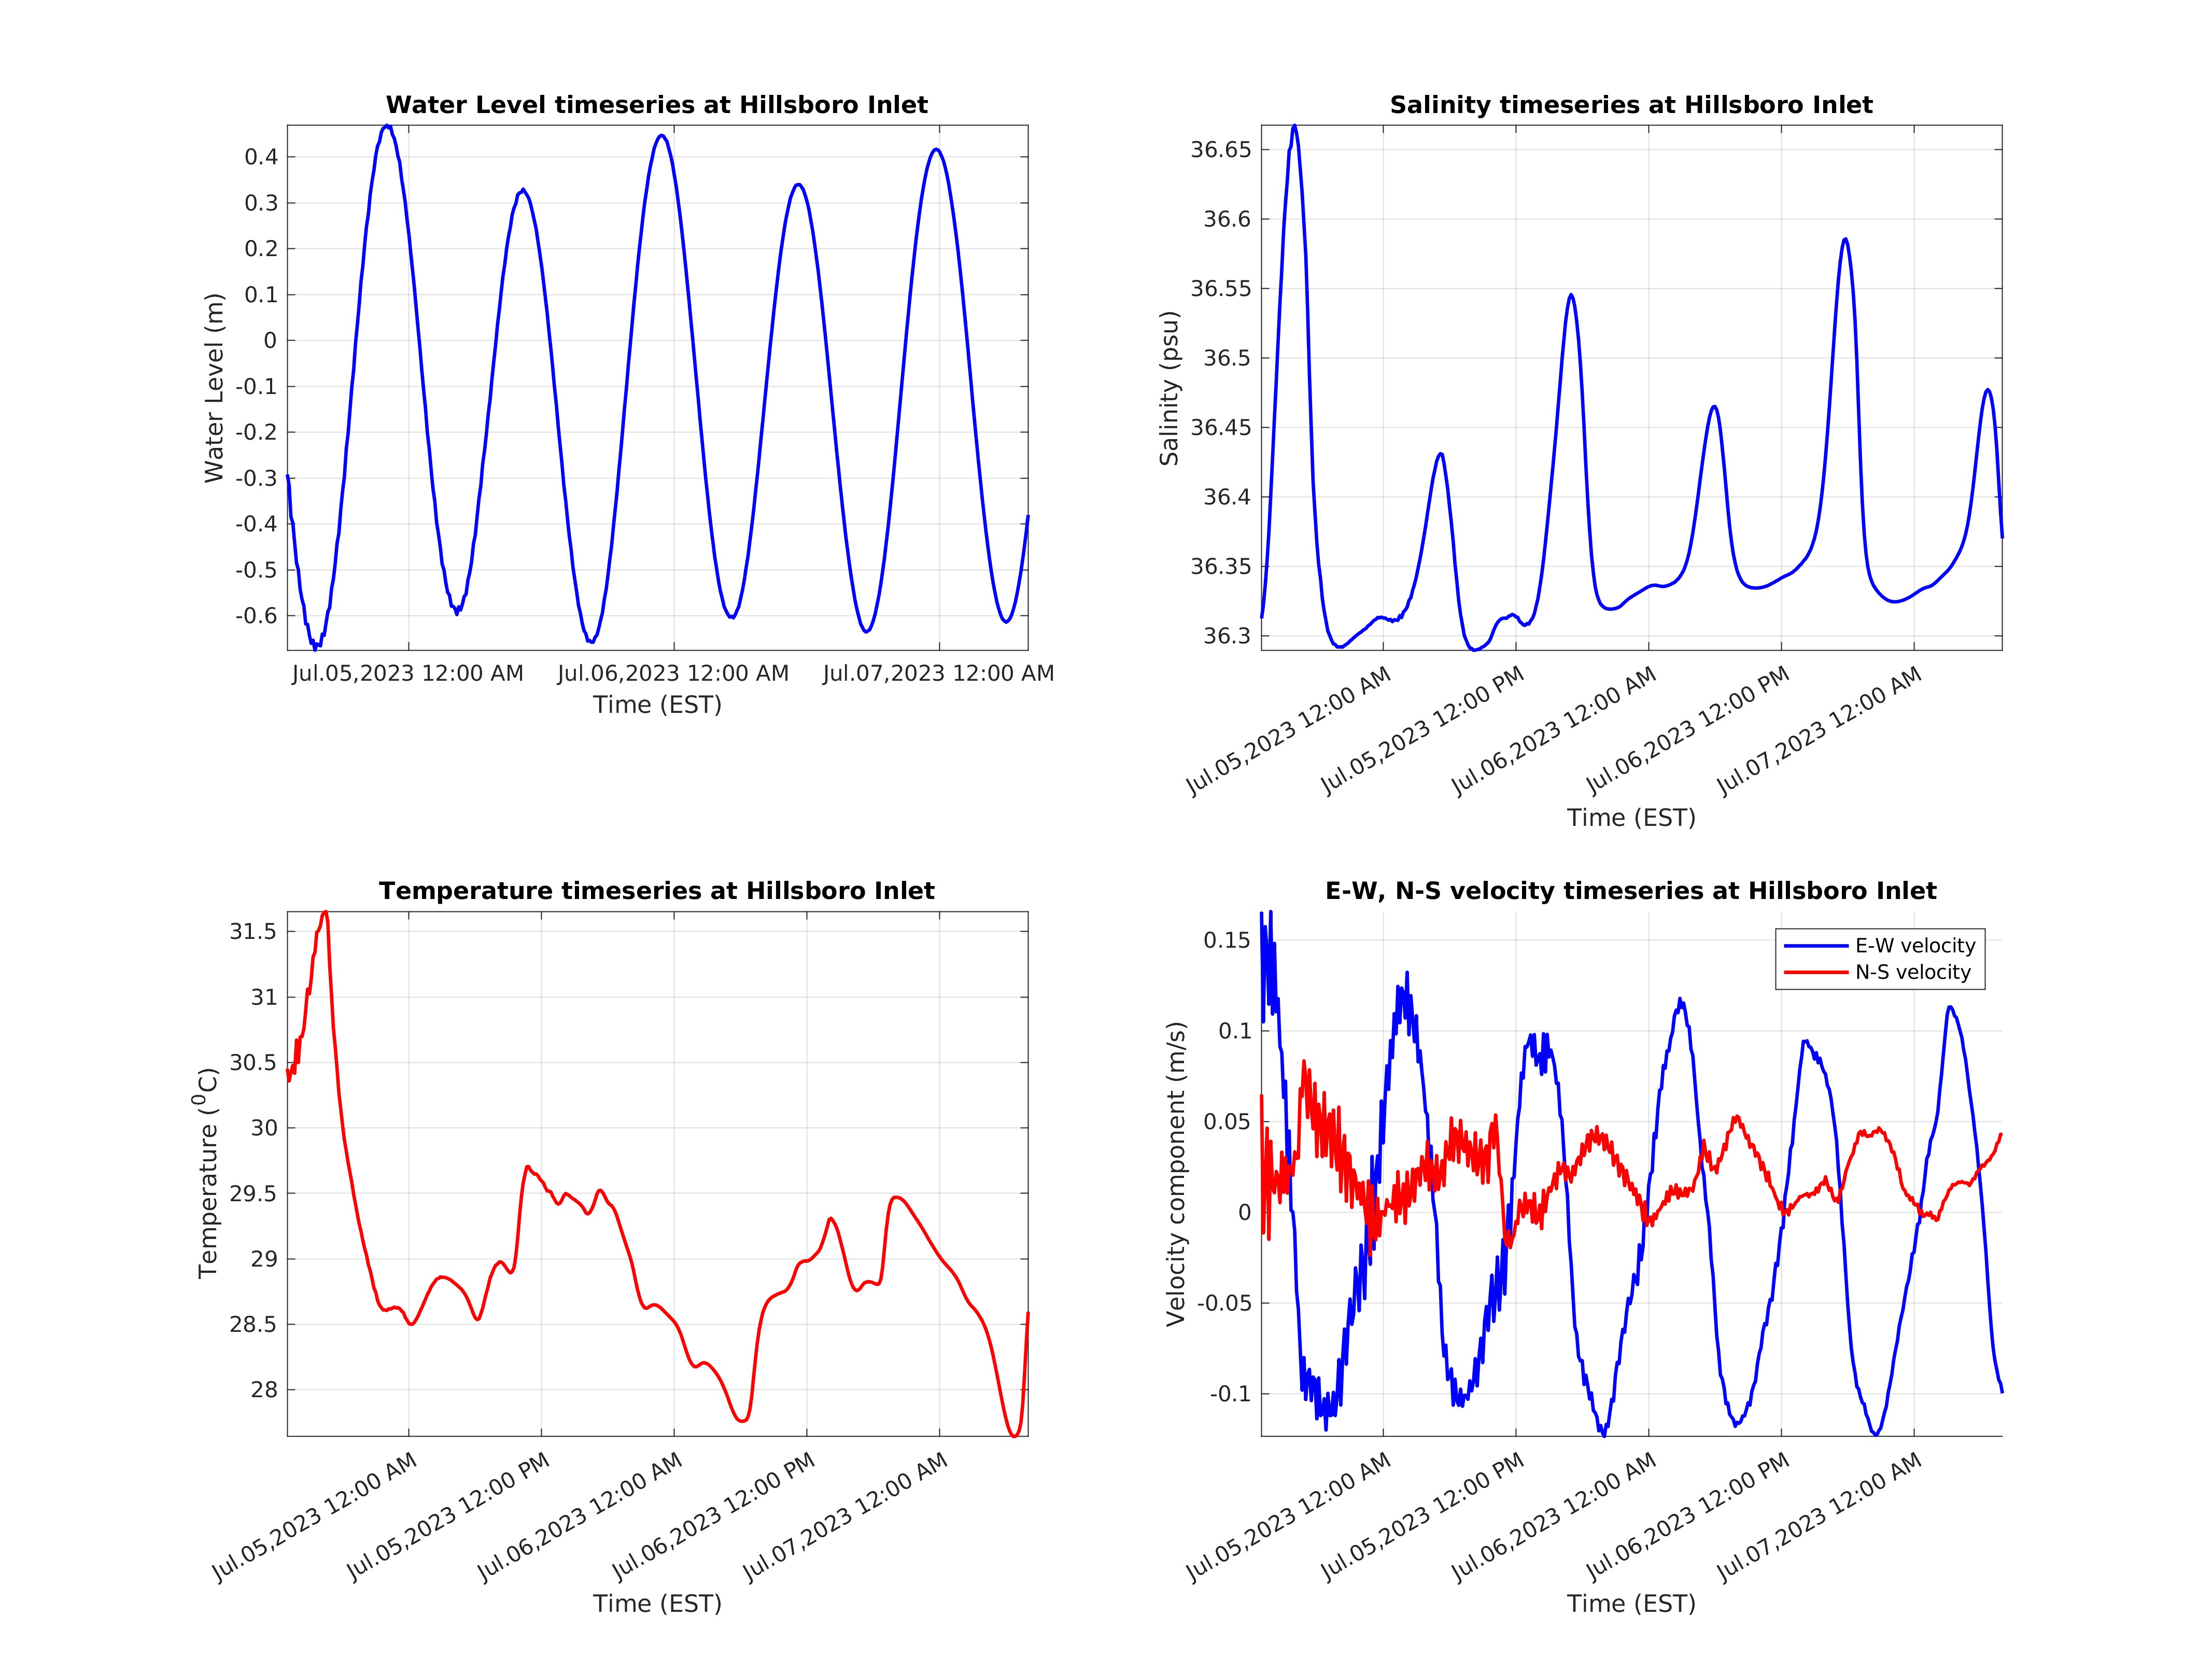 Water Level timeseries at Hillsboro Inlet
Water Level (m)
0.4
0.3
0.2
0.1
0
-0.1
-0.2
-0.3
-0.4
-0.5
-0.6
Jul.05,2023 12:00 AM
Jul.06,2023 12:00 AM
Jul.07,2023 12:00 AM
Time (EST)
Salinity timeseries at Hillsboro Inlet
Salinity (psu)
36.65
36.6
36.55
36.5
36.45
36.4
36.35
36.3
Jul.05,2023 12:00 AM
Jul.05,2023 12:00 PM
Jul.06,2023 12:00 AM
Jul.06,2023 12:00 PM
Jul.07,2023 12:00 AM
Time (EST)
Temperature timeseries at Hillsboro Inlet
Temperature (⁰C)
31.5
31
30.5
30
29.5
29
28.5
28
Jul.05,2023 12:00 AM
Jul.05,2023 12:00 PM
Jul.06,2023 12:00 AM
Jul.06,2023 12:00 PM
Jul.07,2023 12:00 AM
Time (EST)
E-W, N-S velocity timeseries at Hillsboro Inlet
Velocity component (m/s)
0.15
0.1
0.05
0
-0.05
-0.1
E-W velocity
N-S velocity
Jul.05,2023 12:00 AM
Jul.05,2023 12:00 PM
Jul.06,2023 12:00 AM
Jul.06,2023 12:00 PM
Jul.07,2023 12:00 AM
Time (EST)